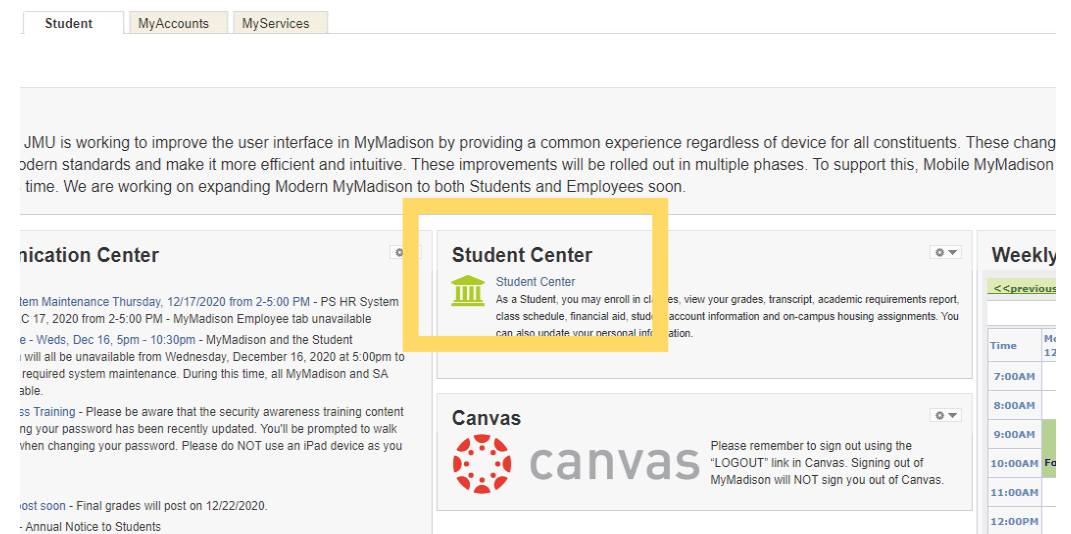 Student MyAccounts MyServices
JMU is working to improve the user interface in MyMadison by providing a common experience regardless of device for all constituents. These chang
odern standards and make it more efficient and intuitive. These improvements will be rolled out in multiple phases. To support this, Mobile MyMadison
time. We are working on expanding Modern MyMadison to both Students and Employees soon.
nication Center
tem Maintenance Thursday, 12/17/2020 from 2-5:00 PM - PS HR System
C 17, 2020 from 2-5:00 PM - MyMadison Employee tab unavailable
e - Weds, Dec 16, 5pm - 10:30pm - MyMadison and the Student
will all be unavailable from Wednesday, December 16, 2020 at 5:00pm to
required system maintenance. During this time, all MyMadison and SA
able.
ss Training - Please be aware that the security awareness training content
ng your password has been recently updated. You'll be prompted to walk
when changing your password. Please do NOT use an iPad device as you
ost soon - Final grades will post on 12/22/2020.
- Annual Notice to Students
Student Center
Student Center
As a Student, you may enroll in classes, view your grades, transcript, academic requirements report,
class schedule, financial aid, student account information and on-campus housing assignments. You
can also update your personal information.
Canvas
canvas
Please remember to sign out using the
“LOGOUT” link in Canvas. Signing out of
MyMadison will NOT sign you out of Canvas.
Weekly
<<previous
Time Mo
12
7:00AM
8:00AM
9:00AM
10:00AM Fo
11:00AM
12:00PM